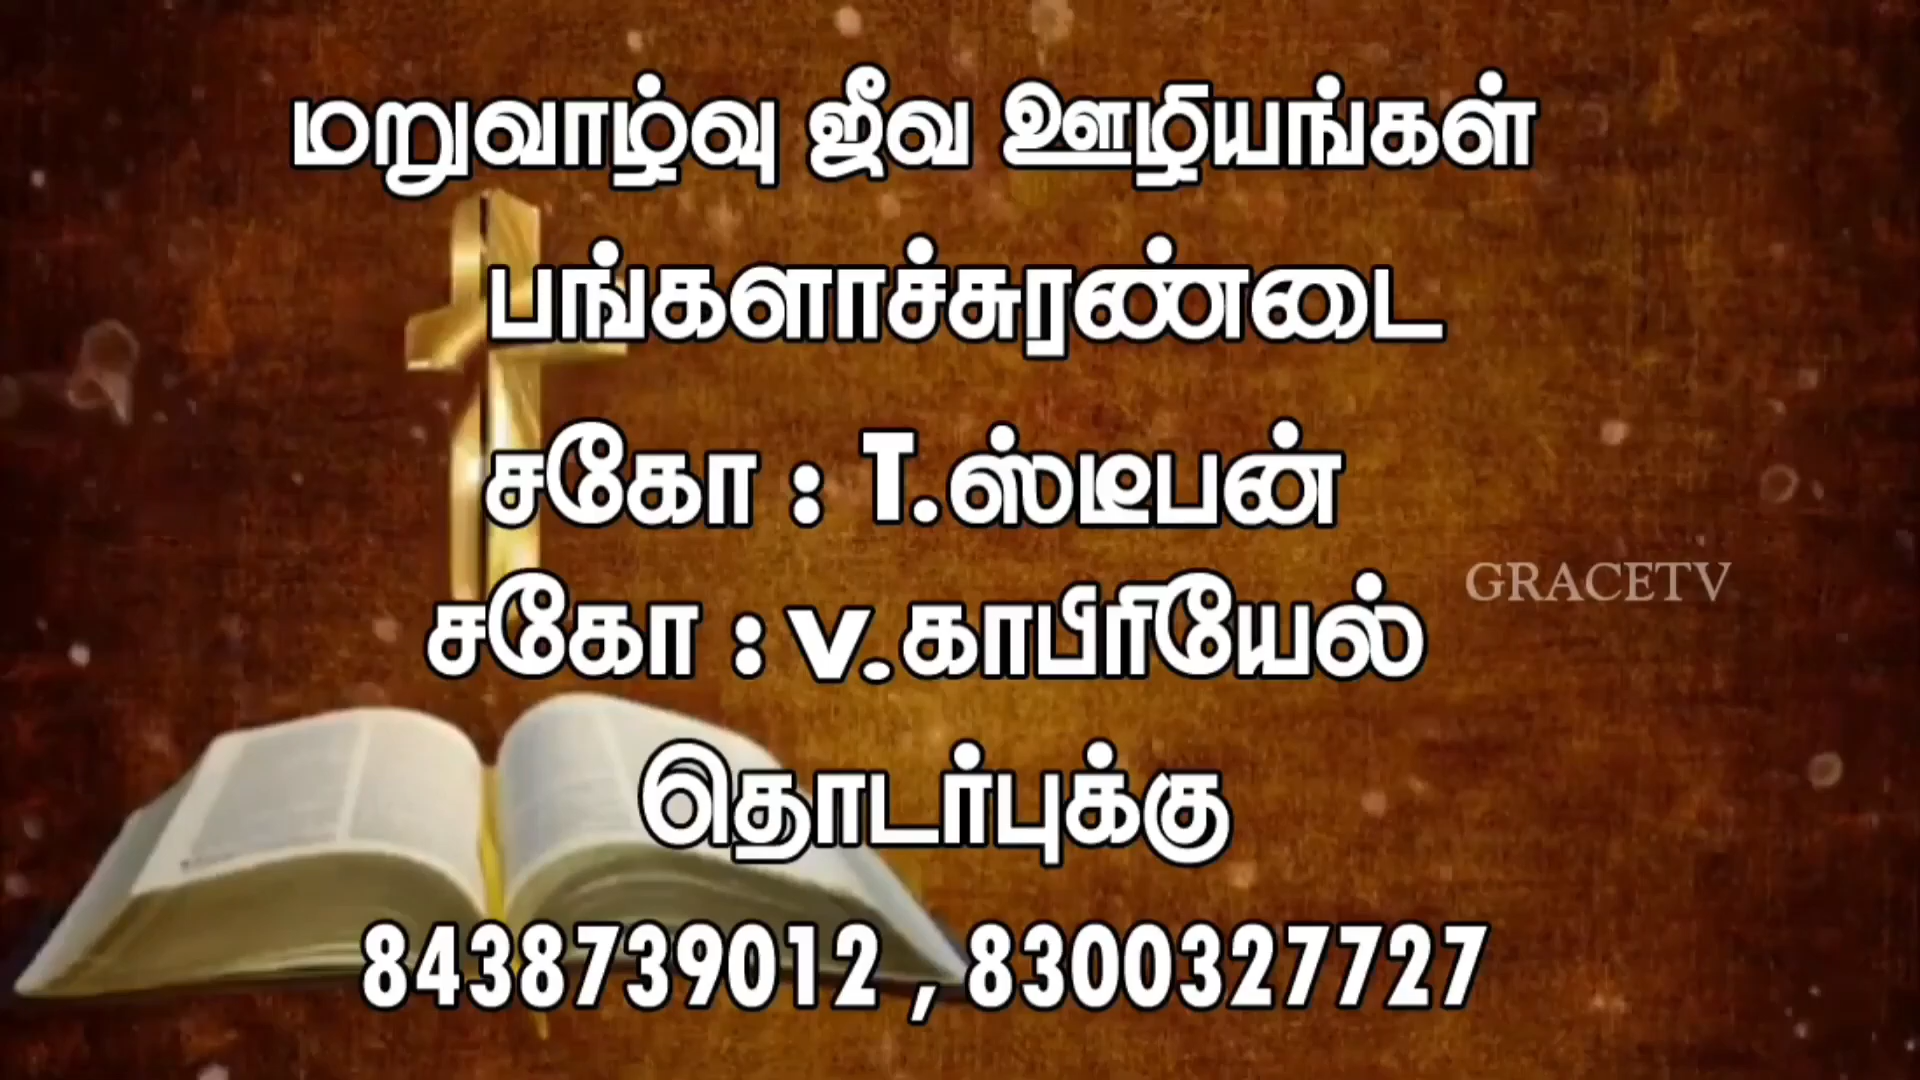 மறுவாழ்வு ஜீவ ஊழியங்கள்
பங்களாச்சுரண்டை
சகோ : T.ஸ்டீபன்
சகோ : v.காபிரியேல்
GRACETV
தொடர்புக்கு
8438739012 , 8300327727